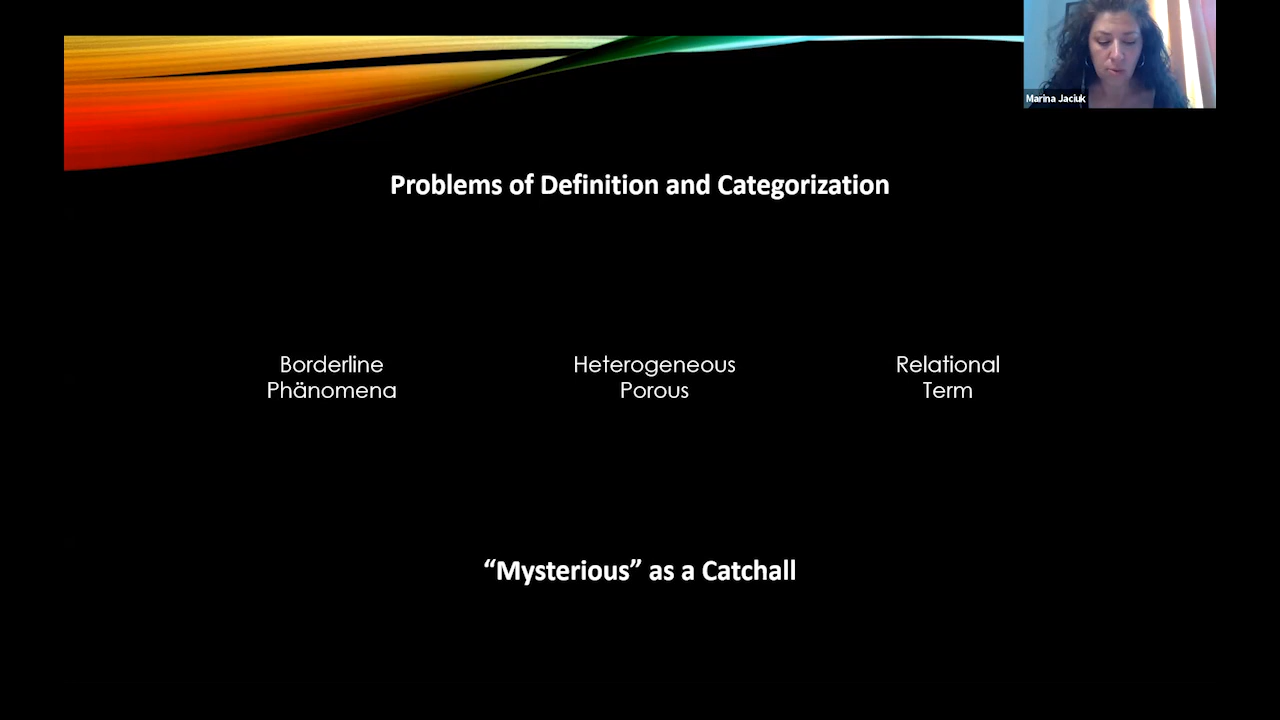 Marina Jaciuk
Problems of Definition and Categorization
Borderline
Phänomena
Heterogeneous
Porous
Relational
Term
“Mysterious” as a Catchall